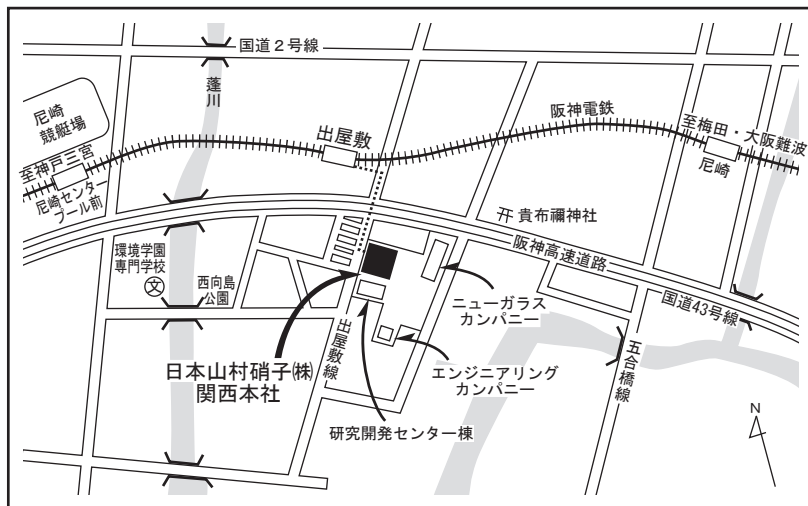 国道2号線
蓬川
尼崎
競艇場
出屋敷
阪神電鉄
至梅田・大阪難波
尼崎
至神戸三宮
尼崎センター
プール前
开 貴布禰神社
阪神高速道路
環境学園
専門学校
文
西向島
公園
ニューガラス
カンパニー
国道43号線
出屋敷線
五合橋線
日本山村硝子㈱
関西本社
エンジニアリング
カンパニー
研究開発センター棟
N